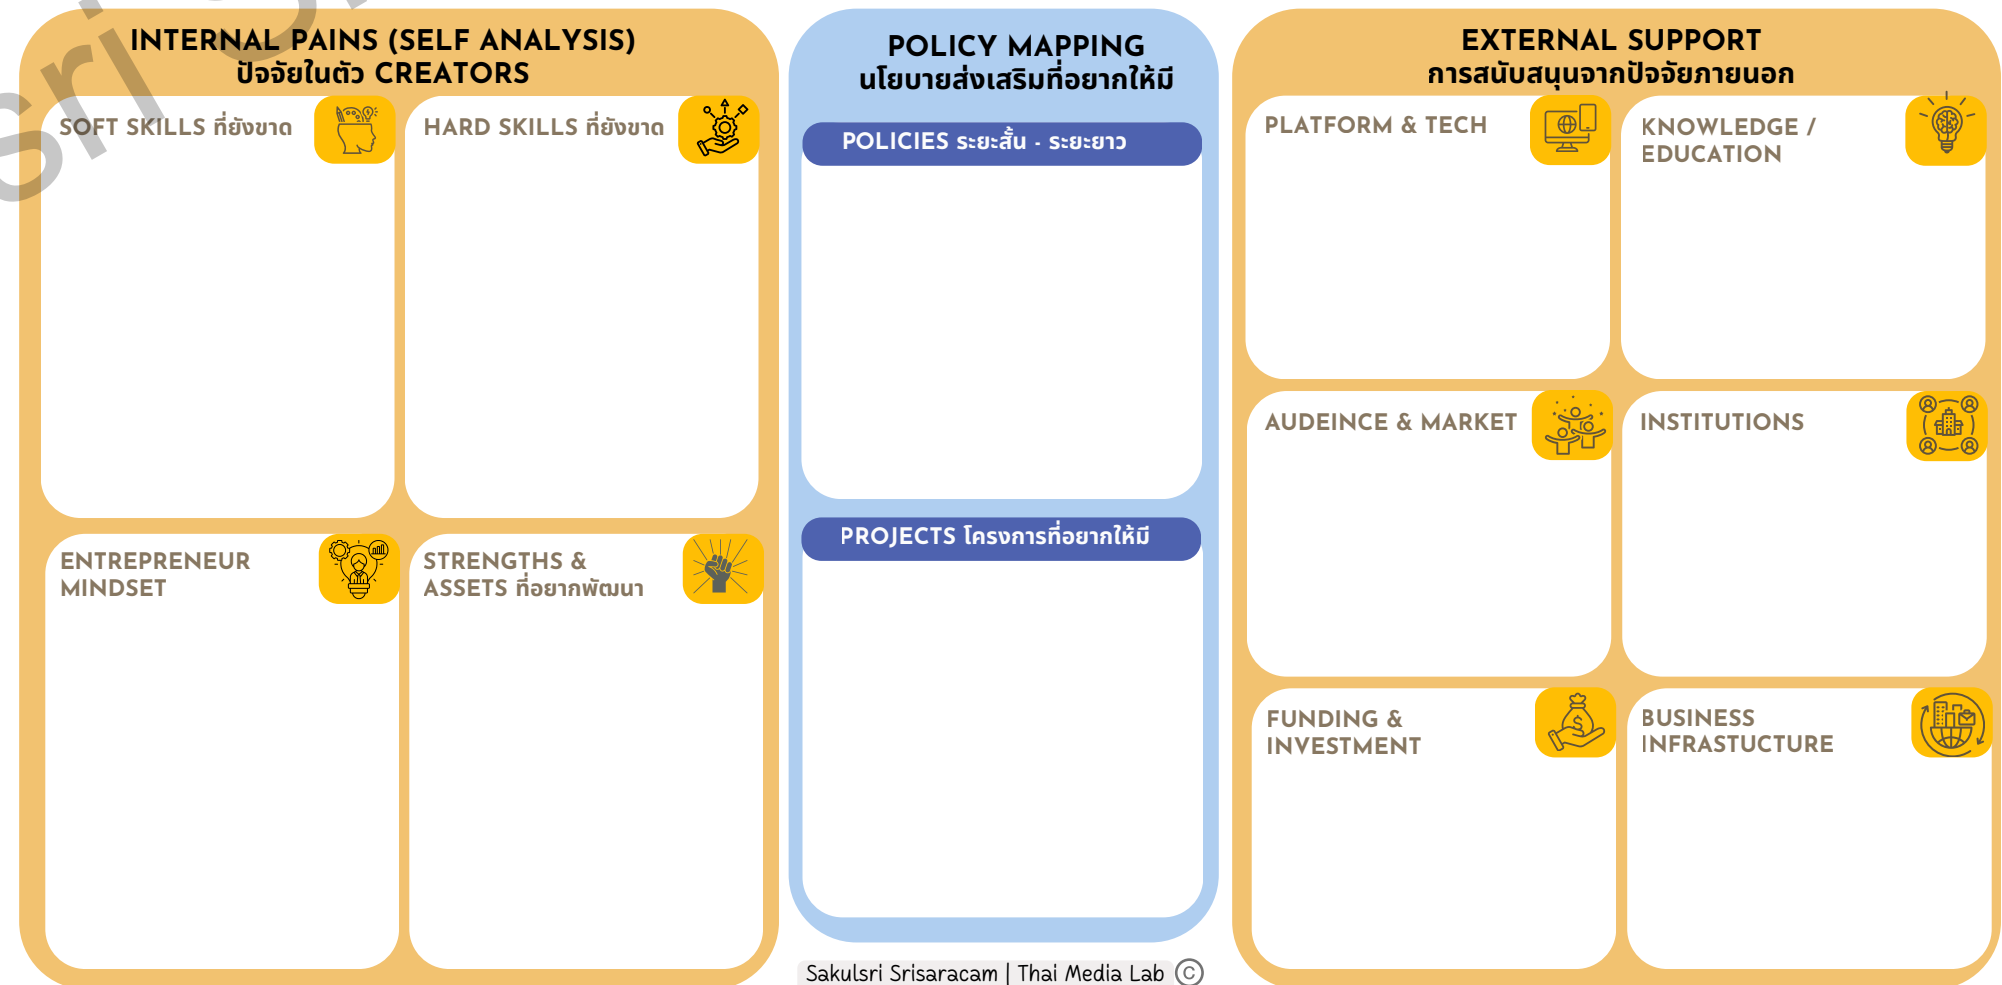 INTERNAL PAINS (SELF ANALYSIS)
ปัจจัยในตัว CREATORS
SOFT SKILLS ที่ยังขาด
HARD SKILLS ที่ยังขาด
ENTREPRENEUR
MINDSET
STRENGTHS &
ASSETS ที่อยากพัฒนา
POLICY MAPPING
นโยบายส่งเสริมที่อยากให้มี
POLICIES ระยะสั้น - ระยะยาว
PROJECTS โครงการที่อยากให้มี
EXTERNAL SUPPORT
การสนับสนุนจากปัจจัยภายนอก
PLATFORM & TECH
KNOWLEDGE /
EDUCATION
AUDEINCE & MARKET
INSTITUTIONS
FUNDING &
INVESTMENT
BUSINESS
INFRASTUCTURE
Sakulsri Srisaracam | Thai Media Lab ©